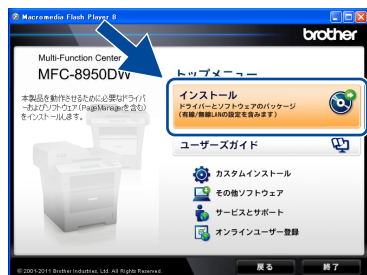 Macromedia Flash Player 8
brother
Multi-Function Center
MFC-8950DW
トップメニュー
本製品を動作させるために必要なドライバ
ーおよびソフトウェア(PageManagerを含む)
をインストールします。
インストール
ドライバーとソフトウェアのパッケージ
(有線/無線LANの設定を含みます)
ユーザーズガイド
カスタムインストール
その他ソフトウェア
サービスとサポート
オンラインユーザー登録
© 2001-2011 Brother Industries, Ltd. All Rights Reserved.
戻る
終了